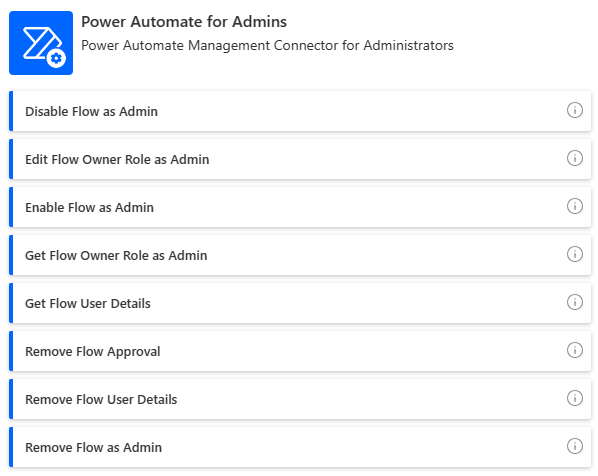 Power Automate for Admins
Power Automate Management Connector for Administrators
Disable Flow as Admin
Edit Flow Owner Role as Admin
Enable Flow as Admin
Get Flow Owner Role as Admin
Get Flow User Details
Remove Flow Approval
Remove Flow User Details
Remove Flow as Admin